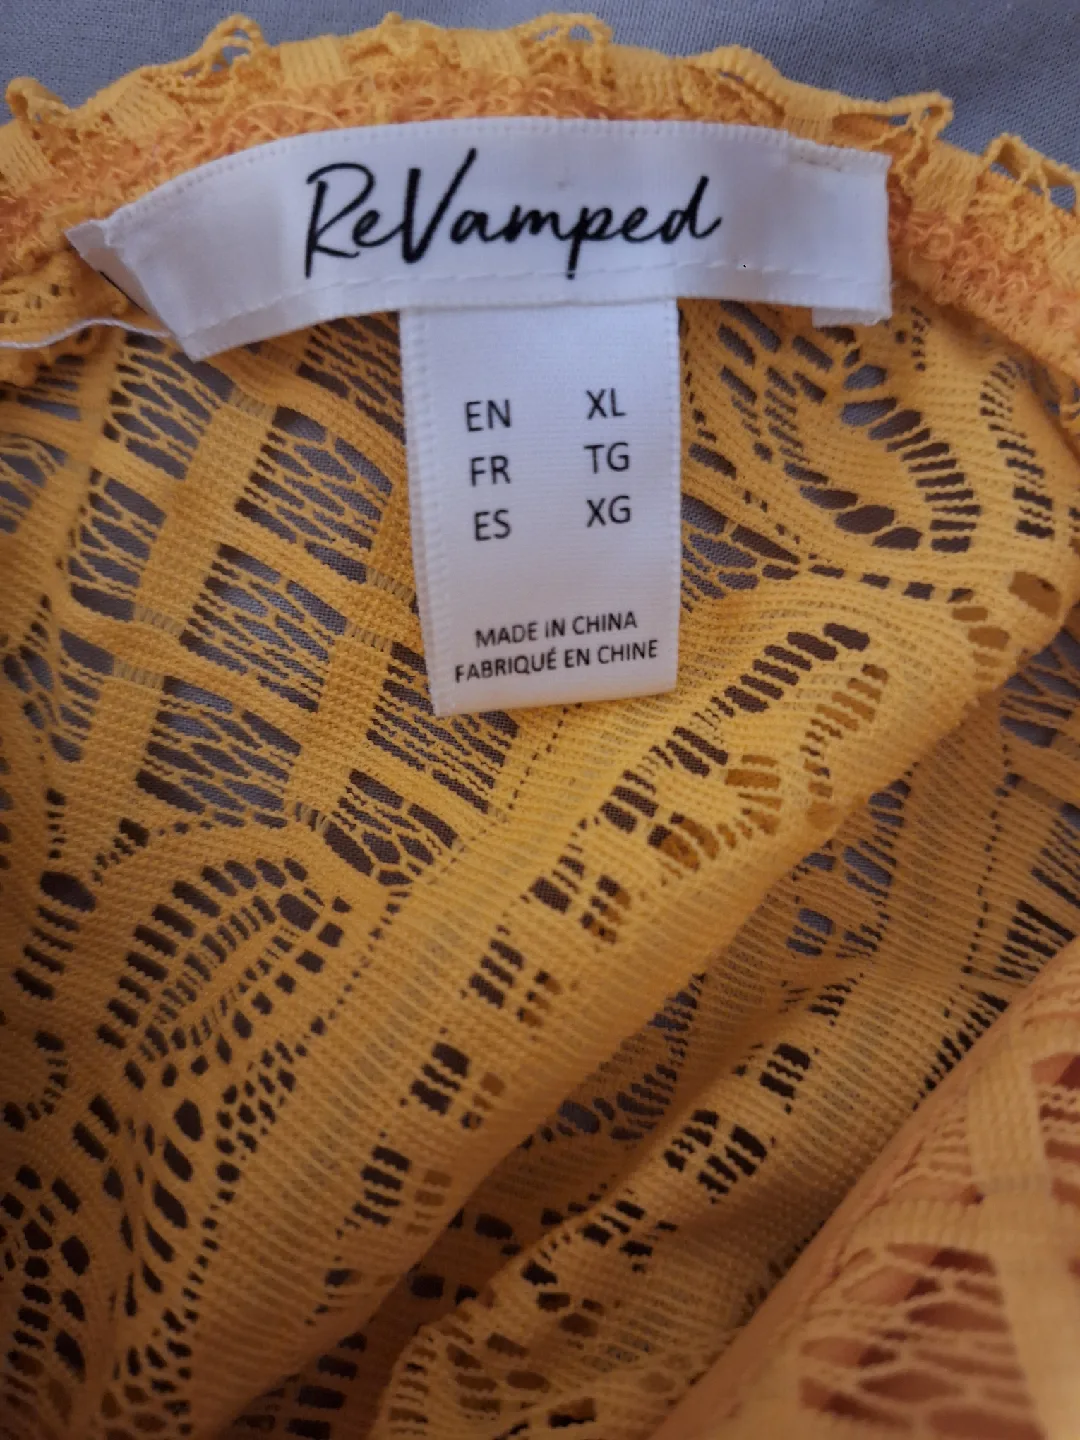 ReVamped
EN XL
FR TG
ES XG
MADE IN CHINA
FABRIQUÉ EN CHINE